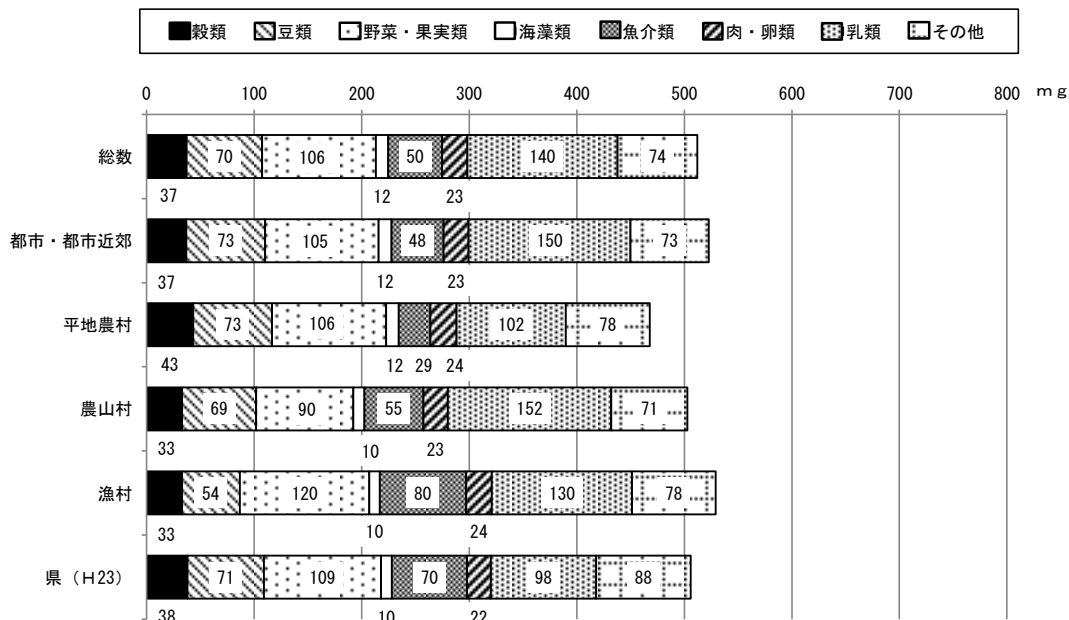 穀類 豆類 野菜・果実類 海藻類 魚介類 肉・卵類 乳類 その他
0 100 200 300 400 500 600 700 800 mg
総数 70 106 50 140 74
37 12 23
都市・都市近郊 73 105 48 150 73
37 12 23
平地農村 73 106 102 78
43 12 29 24
農山村 69 90 55 152 71
33 10 23
漁村 54 120 80 130 78
33 10 24
県（H23） 71 109 70 98 88
38 10 22